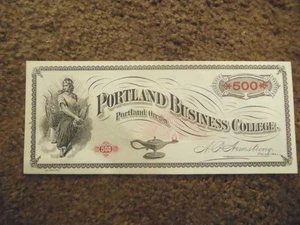 500
PORTLAND BUSINESS COLLEGE
Portland, Oregon.
500